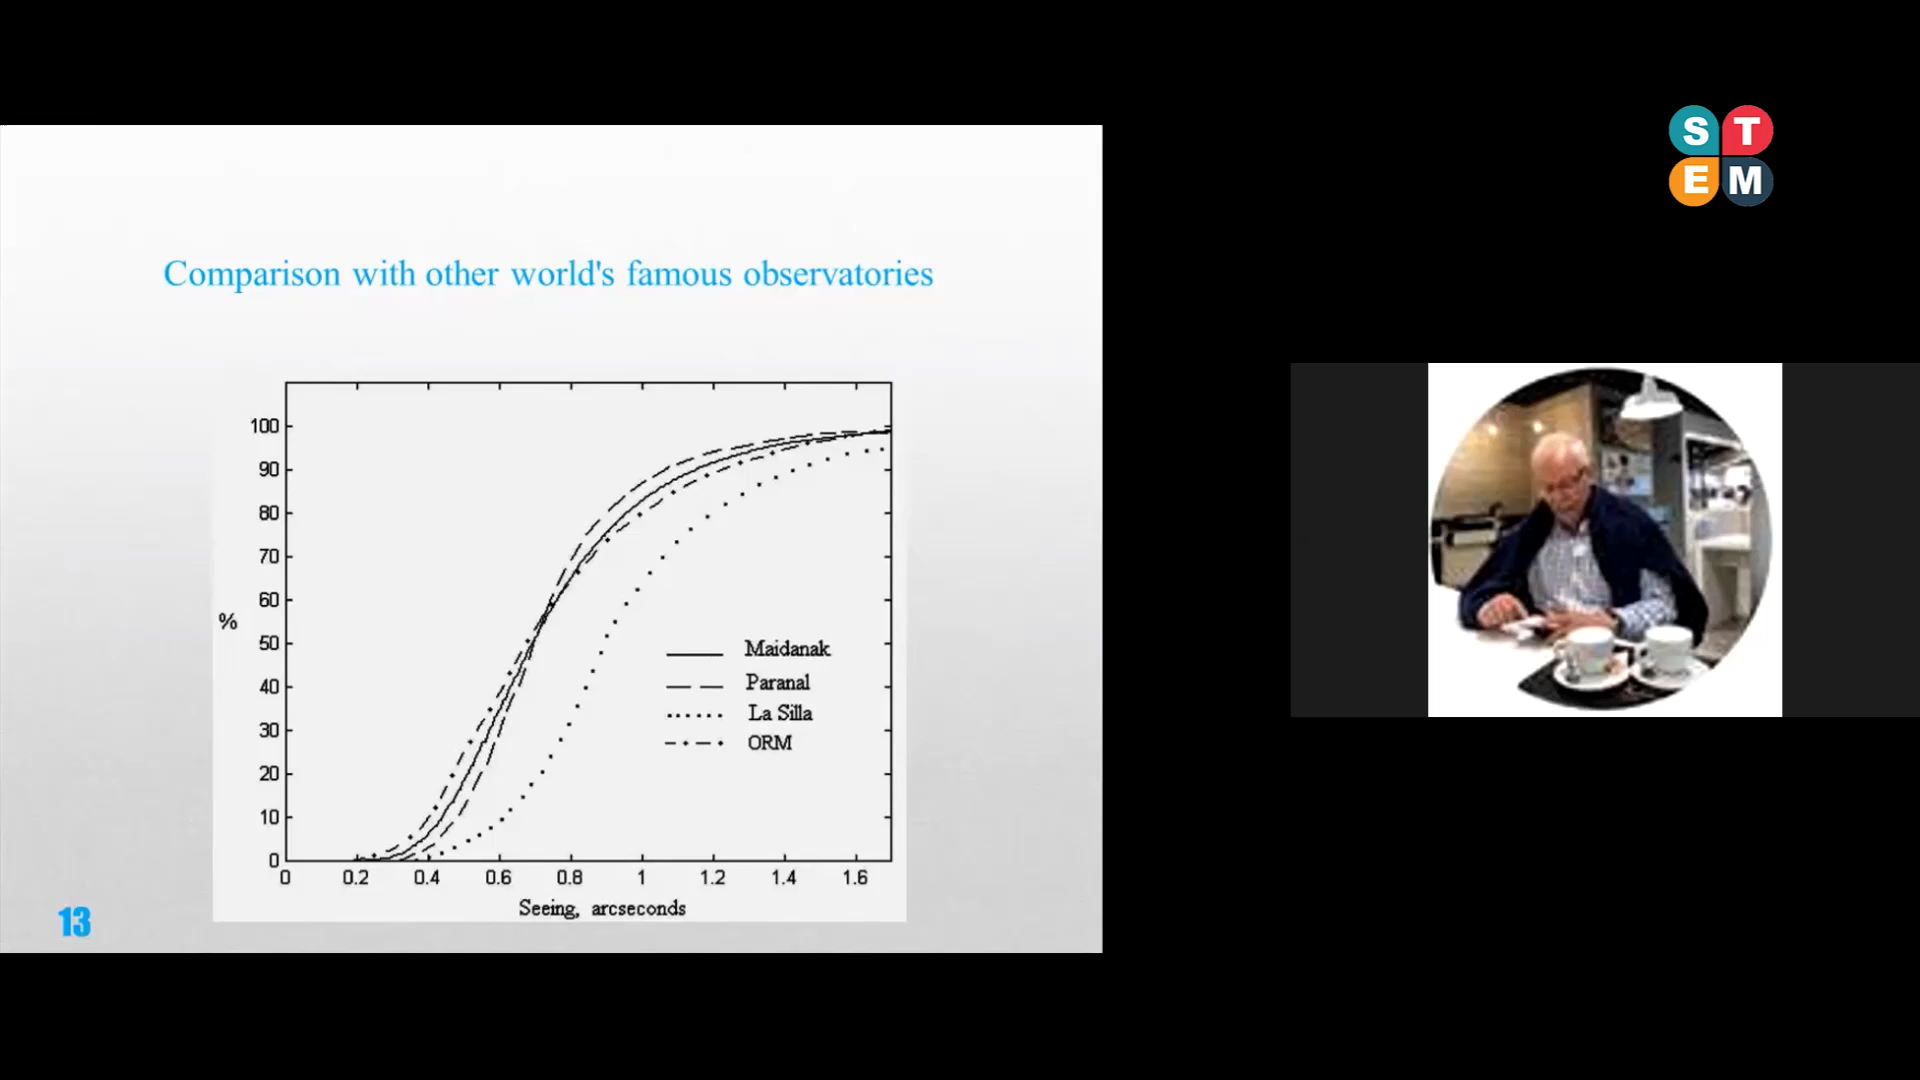 S T
E M
Comparison with other world's famous observatories
100
90
80
70
60
50
40
30
20
10
0
%
Maidanak
Paranal
La Silla
ORM
0 0.2 0.4 0.6 0.8 1 1.2 1.4 1.6
Seeing, arcseconds
13